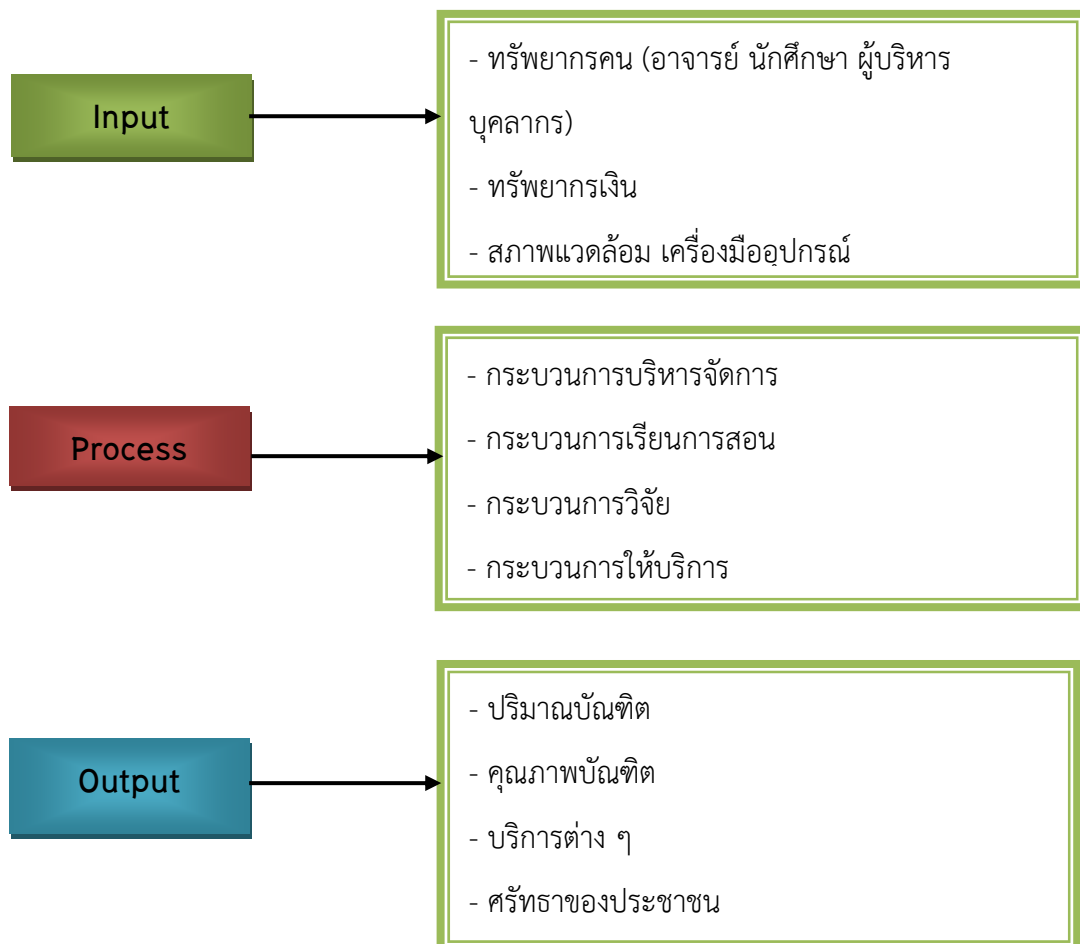 Input
- ทรัพยากรคน (อาจารย์ นักศึกษา ผู้บริหาร
บุคลากร)
- ทรัพยากรเงิน
- สภาพแวดล้อม เครื่องมืออุปกรณ์
Process
- กระบวนการบริหารจัดการ
- กระบวนการเรียนการสอน
- กระบวนการวิจัย
- กระบวนการให้บริการ
Output
- ปริมาณบัณฑิต
- คุณภาพบัณฑิต
- บริการต่าง ๆ
- ศรัทธาของประชาชน